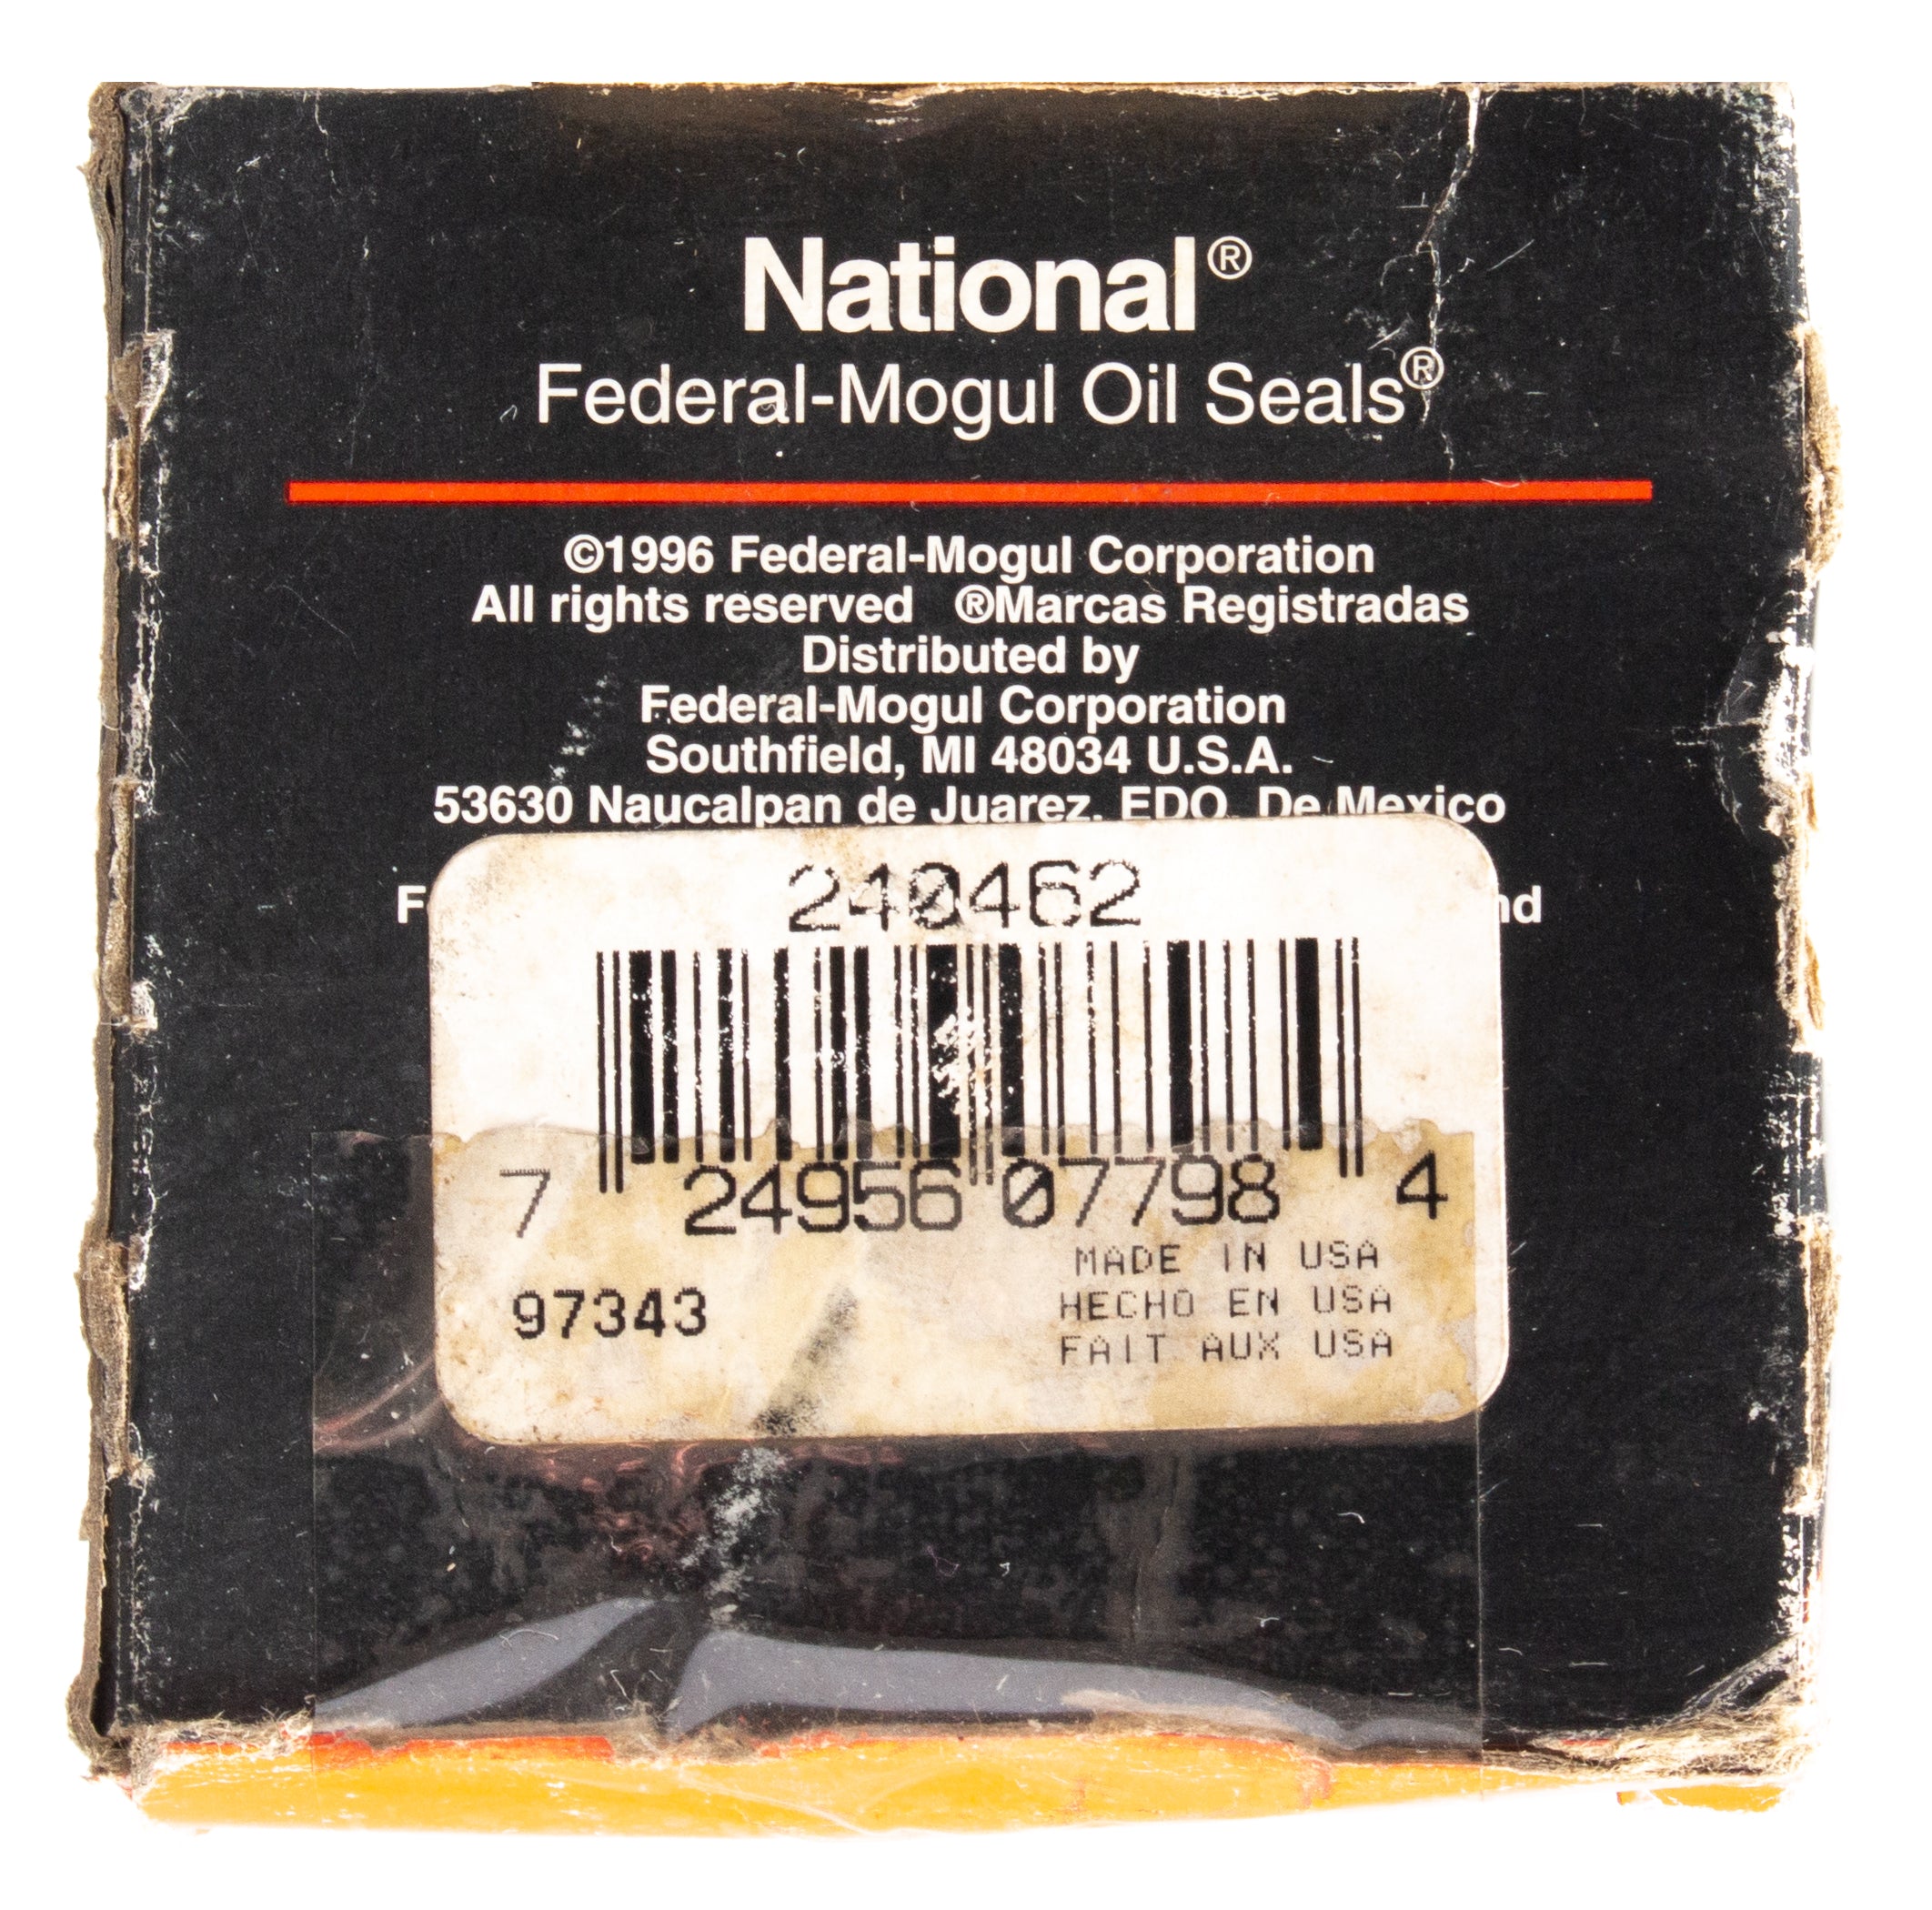 National®
Federal-Mogul Oil Seals®
©1996 Federal-Mogul Corporation
All rights reserved ®Marcas Registradas
Distributed by
Federal-Mogul Corporation
Southfield, MI 48034 U.S.A.
53630 Naucalpan de Juarez, EDO. De Mexico
240462
7 24956 07798 4
97343
MADE IN USA
HECHO EN USA
FAIT AUX USA